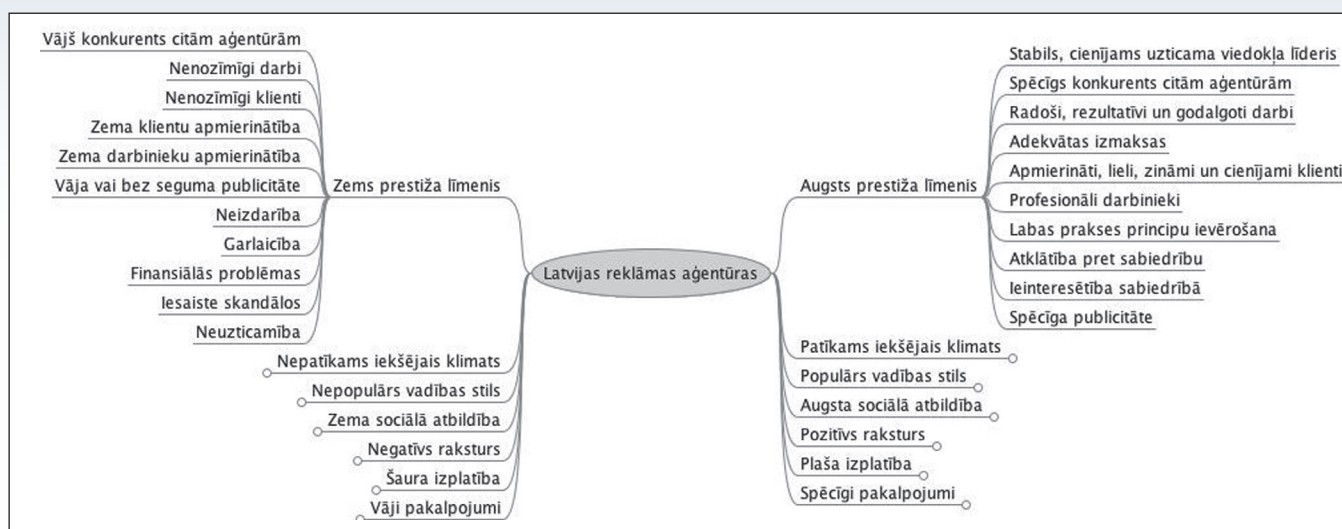 Vājš konkurents citām aģentūrām
Nenozīmīgi darbi
Nenozīmīgi klienti
Zema klientu apmierinātība
Zema darbinieku apmierinātība
Vāja vai bez seguma publicitāte
Neizdarība
Garlaicība
Finansiālās problēmas
Iesaiste skandālos
Neuzticamība
Zems prestiža līmenis
Nepatīkams iekšējais klimats
Nepopulārs vadības stils
Zema sociālā atbildība
Negatīvs raksturs
Šaura izplatība
Vāji pakalpojumi
Latvijas reklāmas aģentūras
Augsts prestiža līmenis
Stabils, cienījams uzticama viedokļa līderis
Spēcīgs konkurents citām aģentūrām
Radoši, rezultatīvi un godalgoti darbi
Adekvātas izmaksas
Apmierināti, lieli, zināmi un cienījami klienti
Profesionāli darbinieki
Labas prakses principu ievērošana
Atklātība pret sabiedrību
Ieinteresētība sabiedrībā
Spēcīga publicitāte
Patīkams iekšējais klimats
Populārs vadības stils
Augsta sociālā atbildība
Pozitīvs raksturs
Plaša izplatība
Spēcīgi pakalpojumi